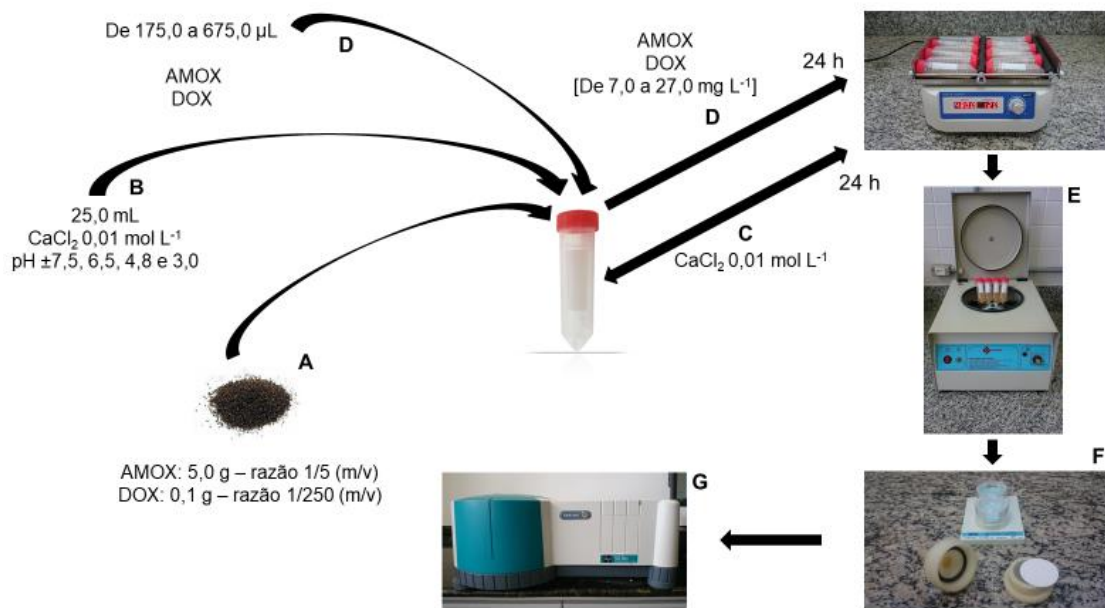 De 175,0 a 675,0 µL
D
AMOX
DOX
AMOX
DOX
[De 7,0 a 27,0 mg L⁻¹]
D
24 h
B
25,0 mL
CaCl₂ 0,01 mol L⁻¹
pH ±7,5, 6,5, 4,8 e 3,0
24 h
C
CaCl₂ 0,01 mol L⁻¹
E
A
AMOX: 5,0 g – razão 1/5 (m/v)
DOX: 0,1 g – razão 1/250 (m/v)
G
F